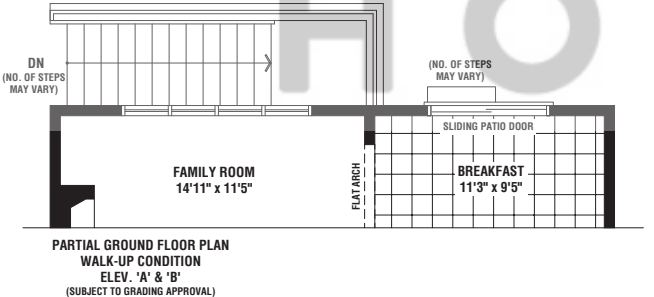 HO
DN
(NO. OF STEPS
MAY VARY)
(NO. OF STEPS
MAY VARY)
SLIDING PATIO DOOR
FAMILY ROOM
14'11" x 11'5"
FLAT ARCH
BREAKFAST
11'3" x 9'5"
PARTIAL GROUND FLOOR PLAN
WALK-UP CONDITION
ELEV. 'A' & 'B'
(SUBJECT TO GRADING APPROVAL)